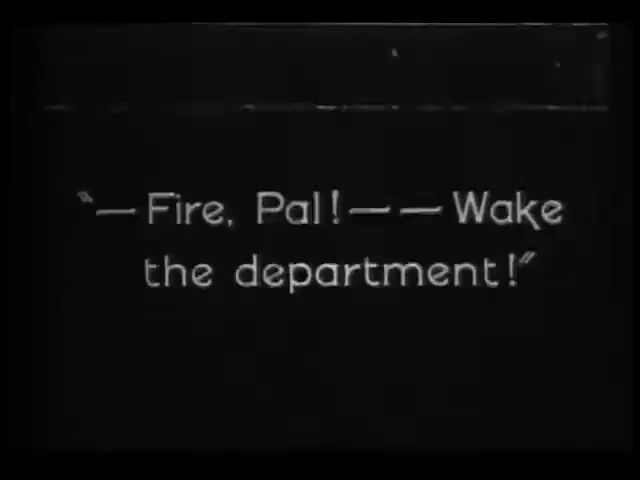 "— Fire, Pal! — — Wake
the department!"